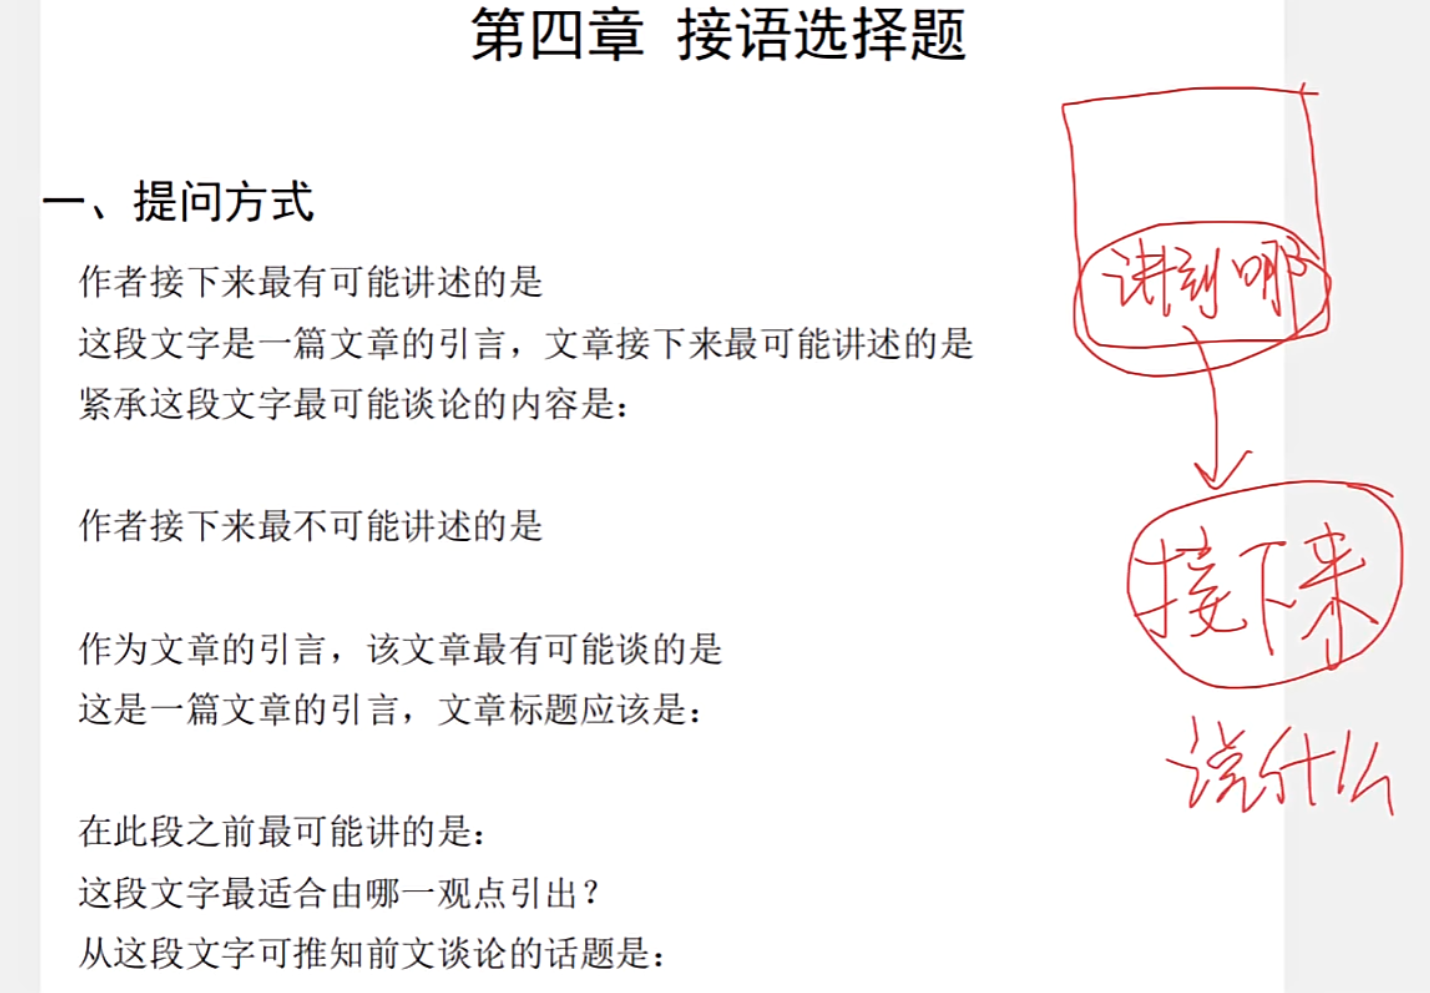 第四章 接语选择题
一、提问方式
作者接下来最有可能讲述的是
这段文字是一篇文章的引言，文章接下来最可能讲述的是
紧承这段文字最可能谈论的内容是：
作者接下来最不可能讲述的是
作为文章的引言，该文章最有可能谈的是
这是一篇文章的引言，文章标题应该是：
在此段之前最可能讲的是：
这段文字最适合由哪一观点引出？
从这段文字可推知前文谈论的话题是：
讲到哪
接下来
说什么